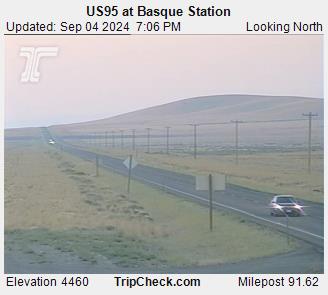 US95 at Basque Station
Updated: Sep 04 2024 7:06 PM Looking North
Elevation 4460 TripCheck.com Milepost 91.62